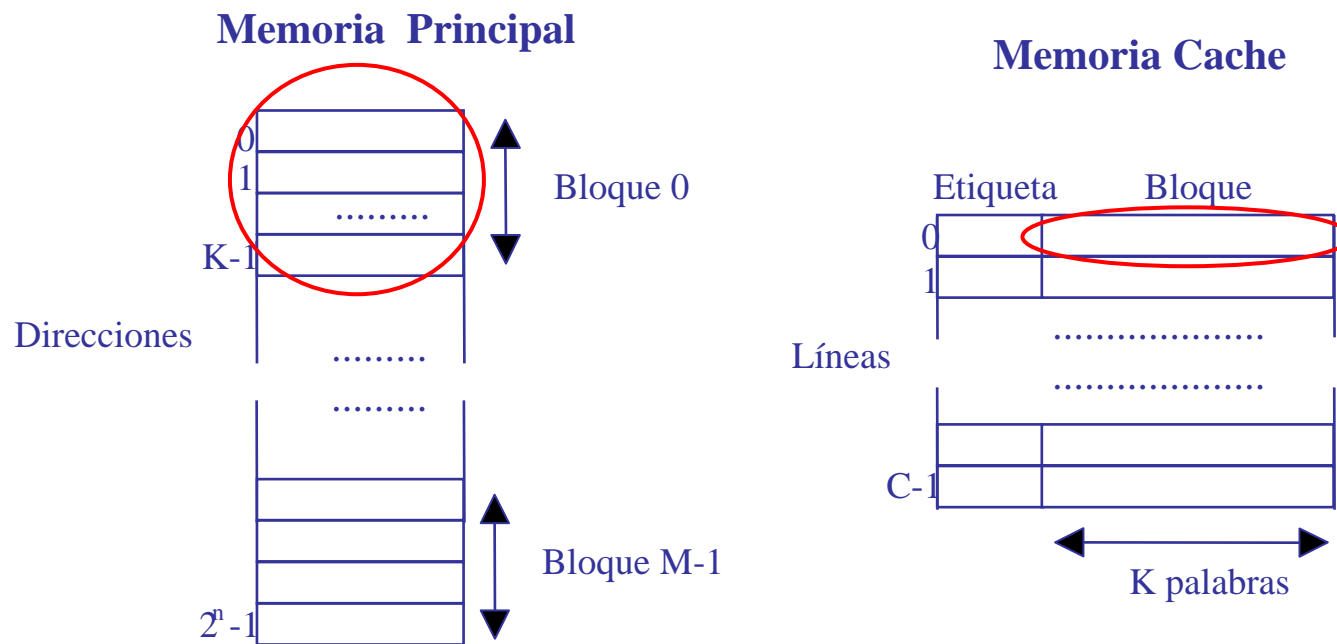 Memoria Principal
0
1
.........
K-1
Bloque 0
Direcciones
.........
.........
Bloque M-1
2ⁿ-1
Memoria Cache
Etiqueta
Bloque
0
1
Líneas
....................
....................
C-1
K palabras